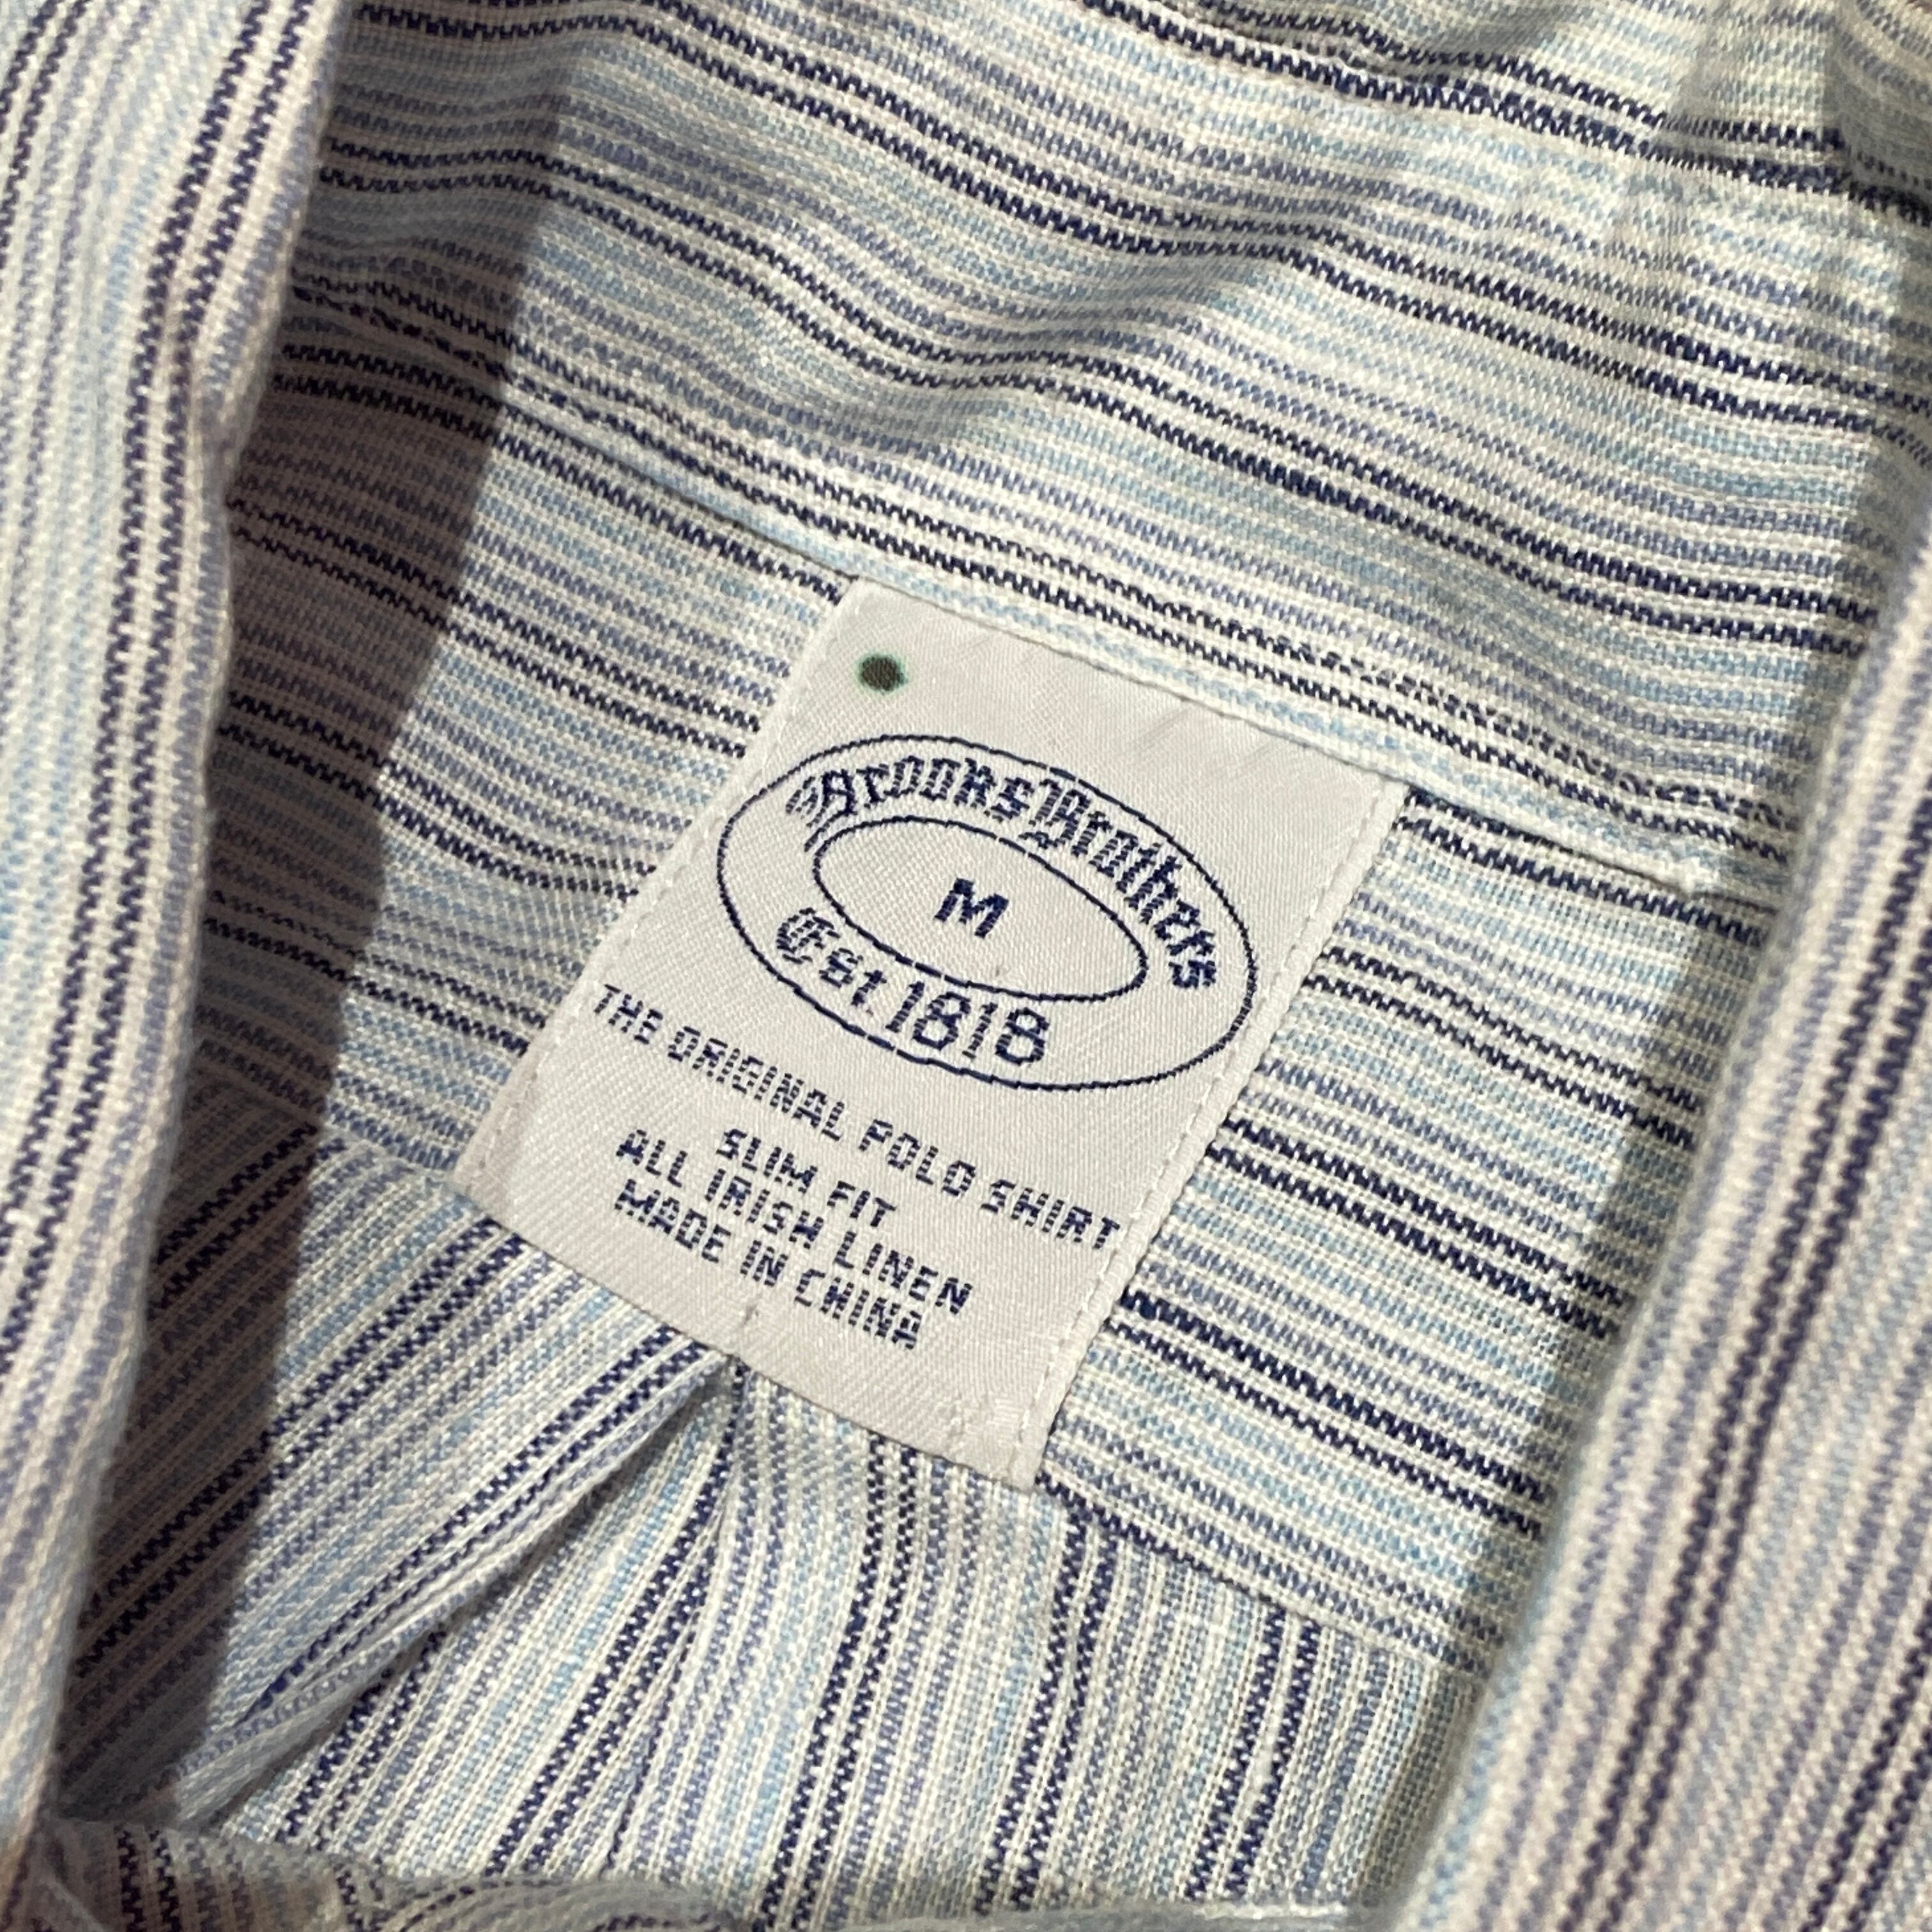 Brooks Brothers
M
Est 1818
THE ORIGINAL POLO SHIRT
SLIM FIT
ALL IRISH LINEN
MADE IN CHINA